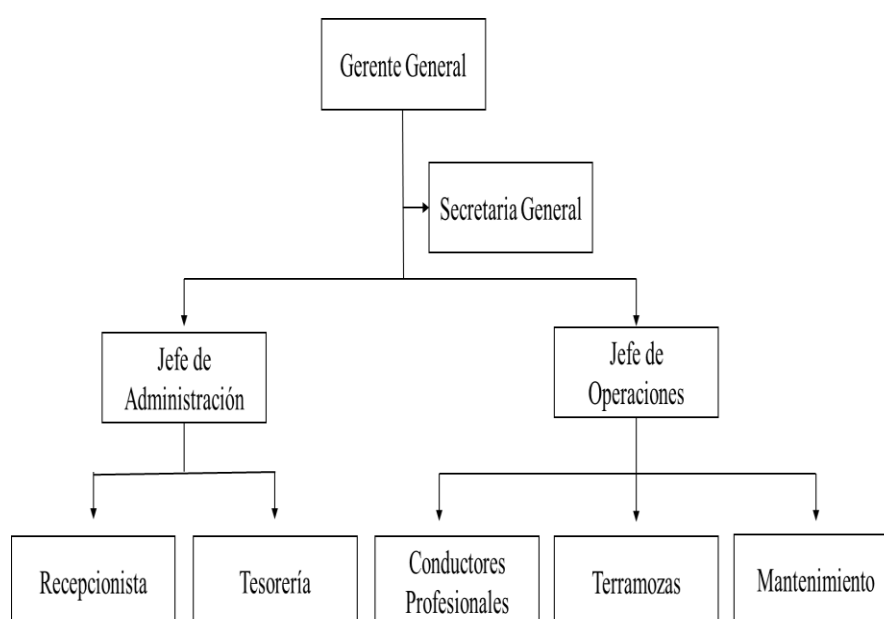 Gerente General
Secretaria General
Jefe de
Administración
Jefe de
Operaciones
Recepcionista
Tesorería
Conductores
Profesionales
Terramozas
Mantenimiento